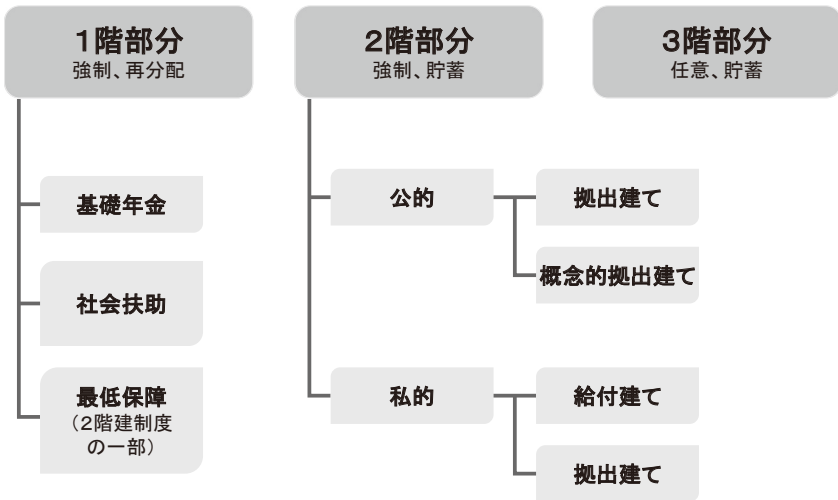 1階部分
強制、再分配
2階部分
強制、貯蓄
3階部分
任意、貯蓄
基礎年金
社会扶助
最低保障
（2階建制度
の一部）
公的
拠出建て
概念的拠出建て
私的
給付建て
拠出建て